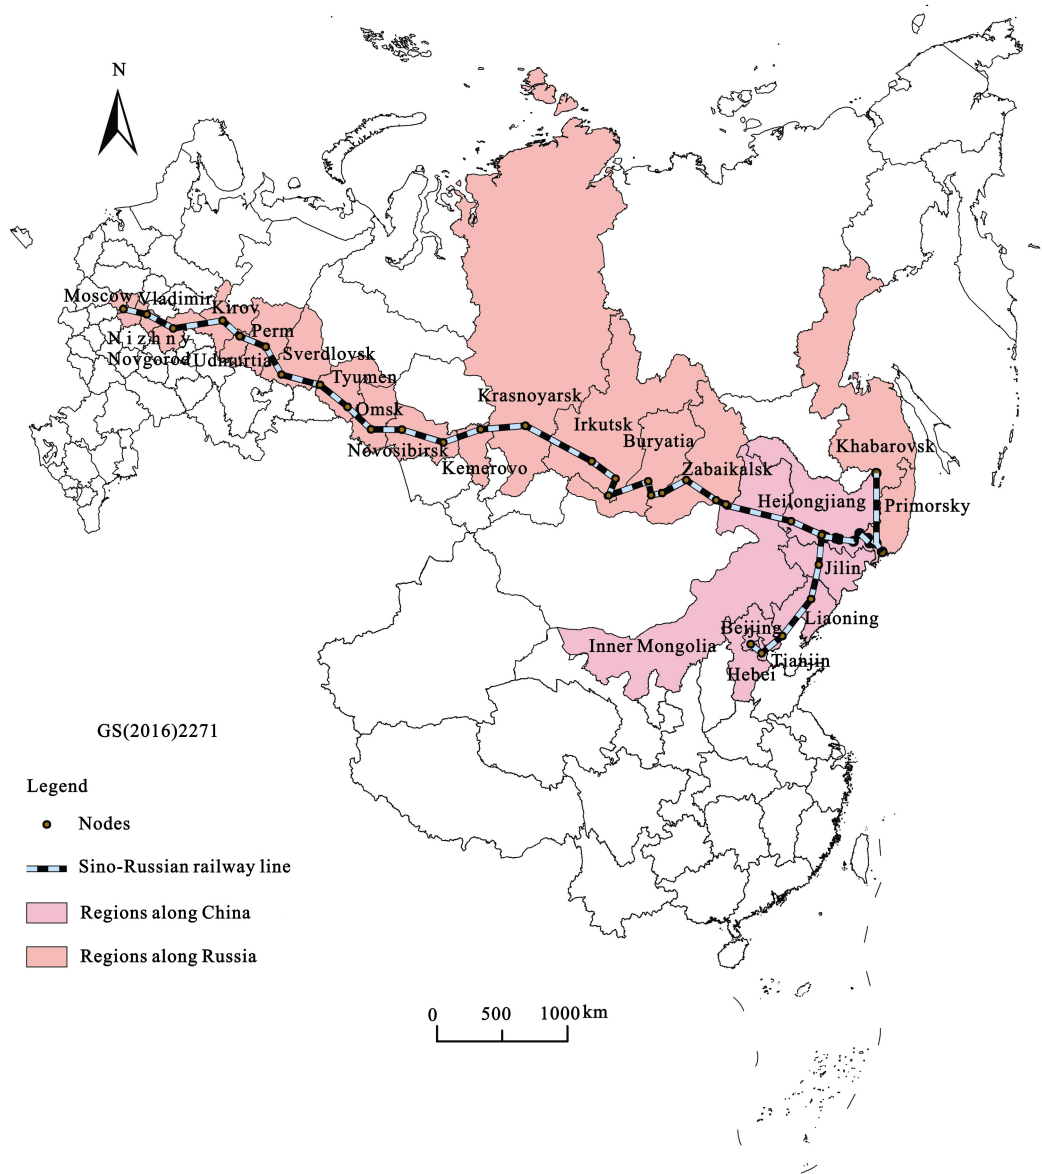 N
Moscow
Vladimir
Kirov
Nizhny
Novgorod
Udmurtia
Perm
Sverdlovsk
Tyumen
Omsk
Novosibirsk
Kemerovo
Krasnoyarsk
Irkutsk
Buryatia
Zabaikalsk
Khabarovsk
Heilongjiang
Primorsky
Jilin
Liaoning
Beijing
Inner Mongolia
Tianjin
Hebei
GS(2016)2271
Legend
Nodes
Sino-Russian railway line
Regions along China
Regions along Russia
0 500 1000km